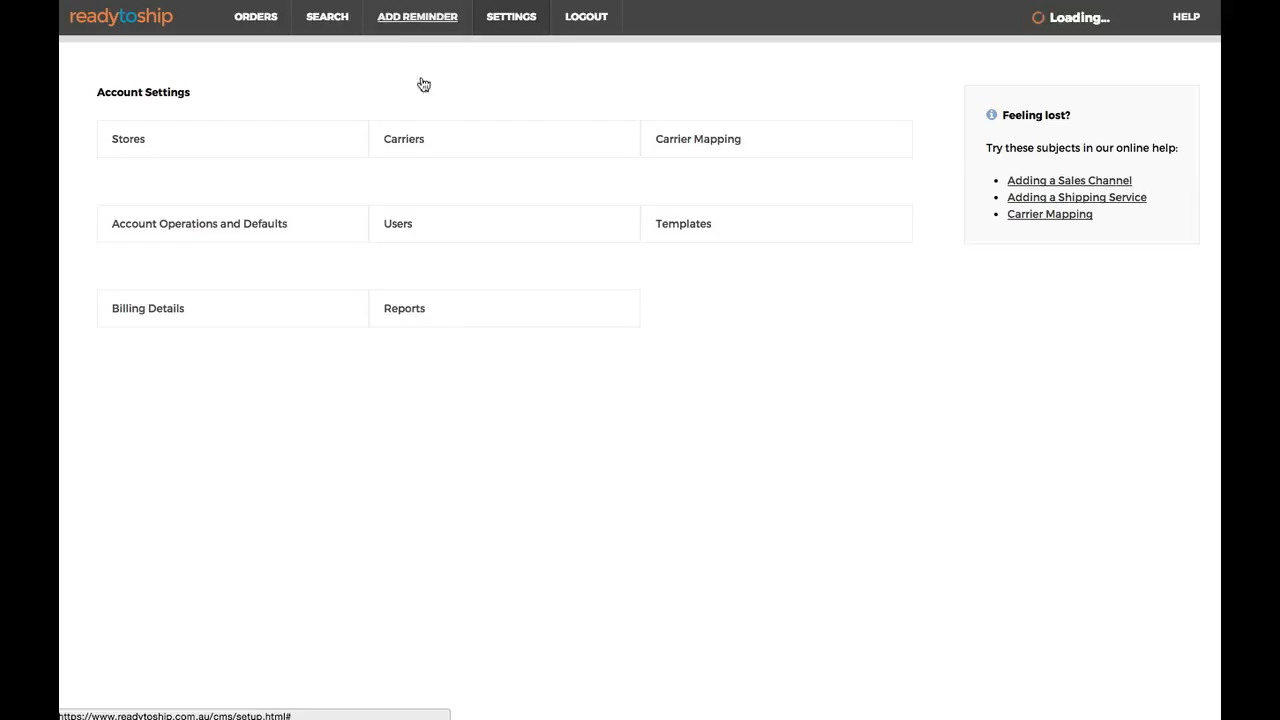 readytoship ORDERS SEARCH ADD REMINDER SETTINGS LOGOUT Loading... HELP
Account Settings
Stores Carriers Carrier Mapping
Account Operations and Defaults Users Templates
Billing Details Reports
Feeling lost?
Try these subjects in our online help:
• Adding a Sales Channel
• Adding a Shipping Service
• Carrier Mapping
https://www.readytoship.com.au/cms/setup.html#